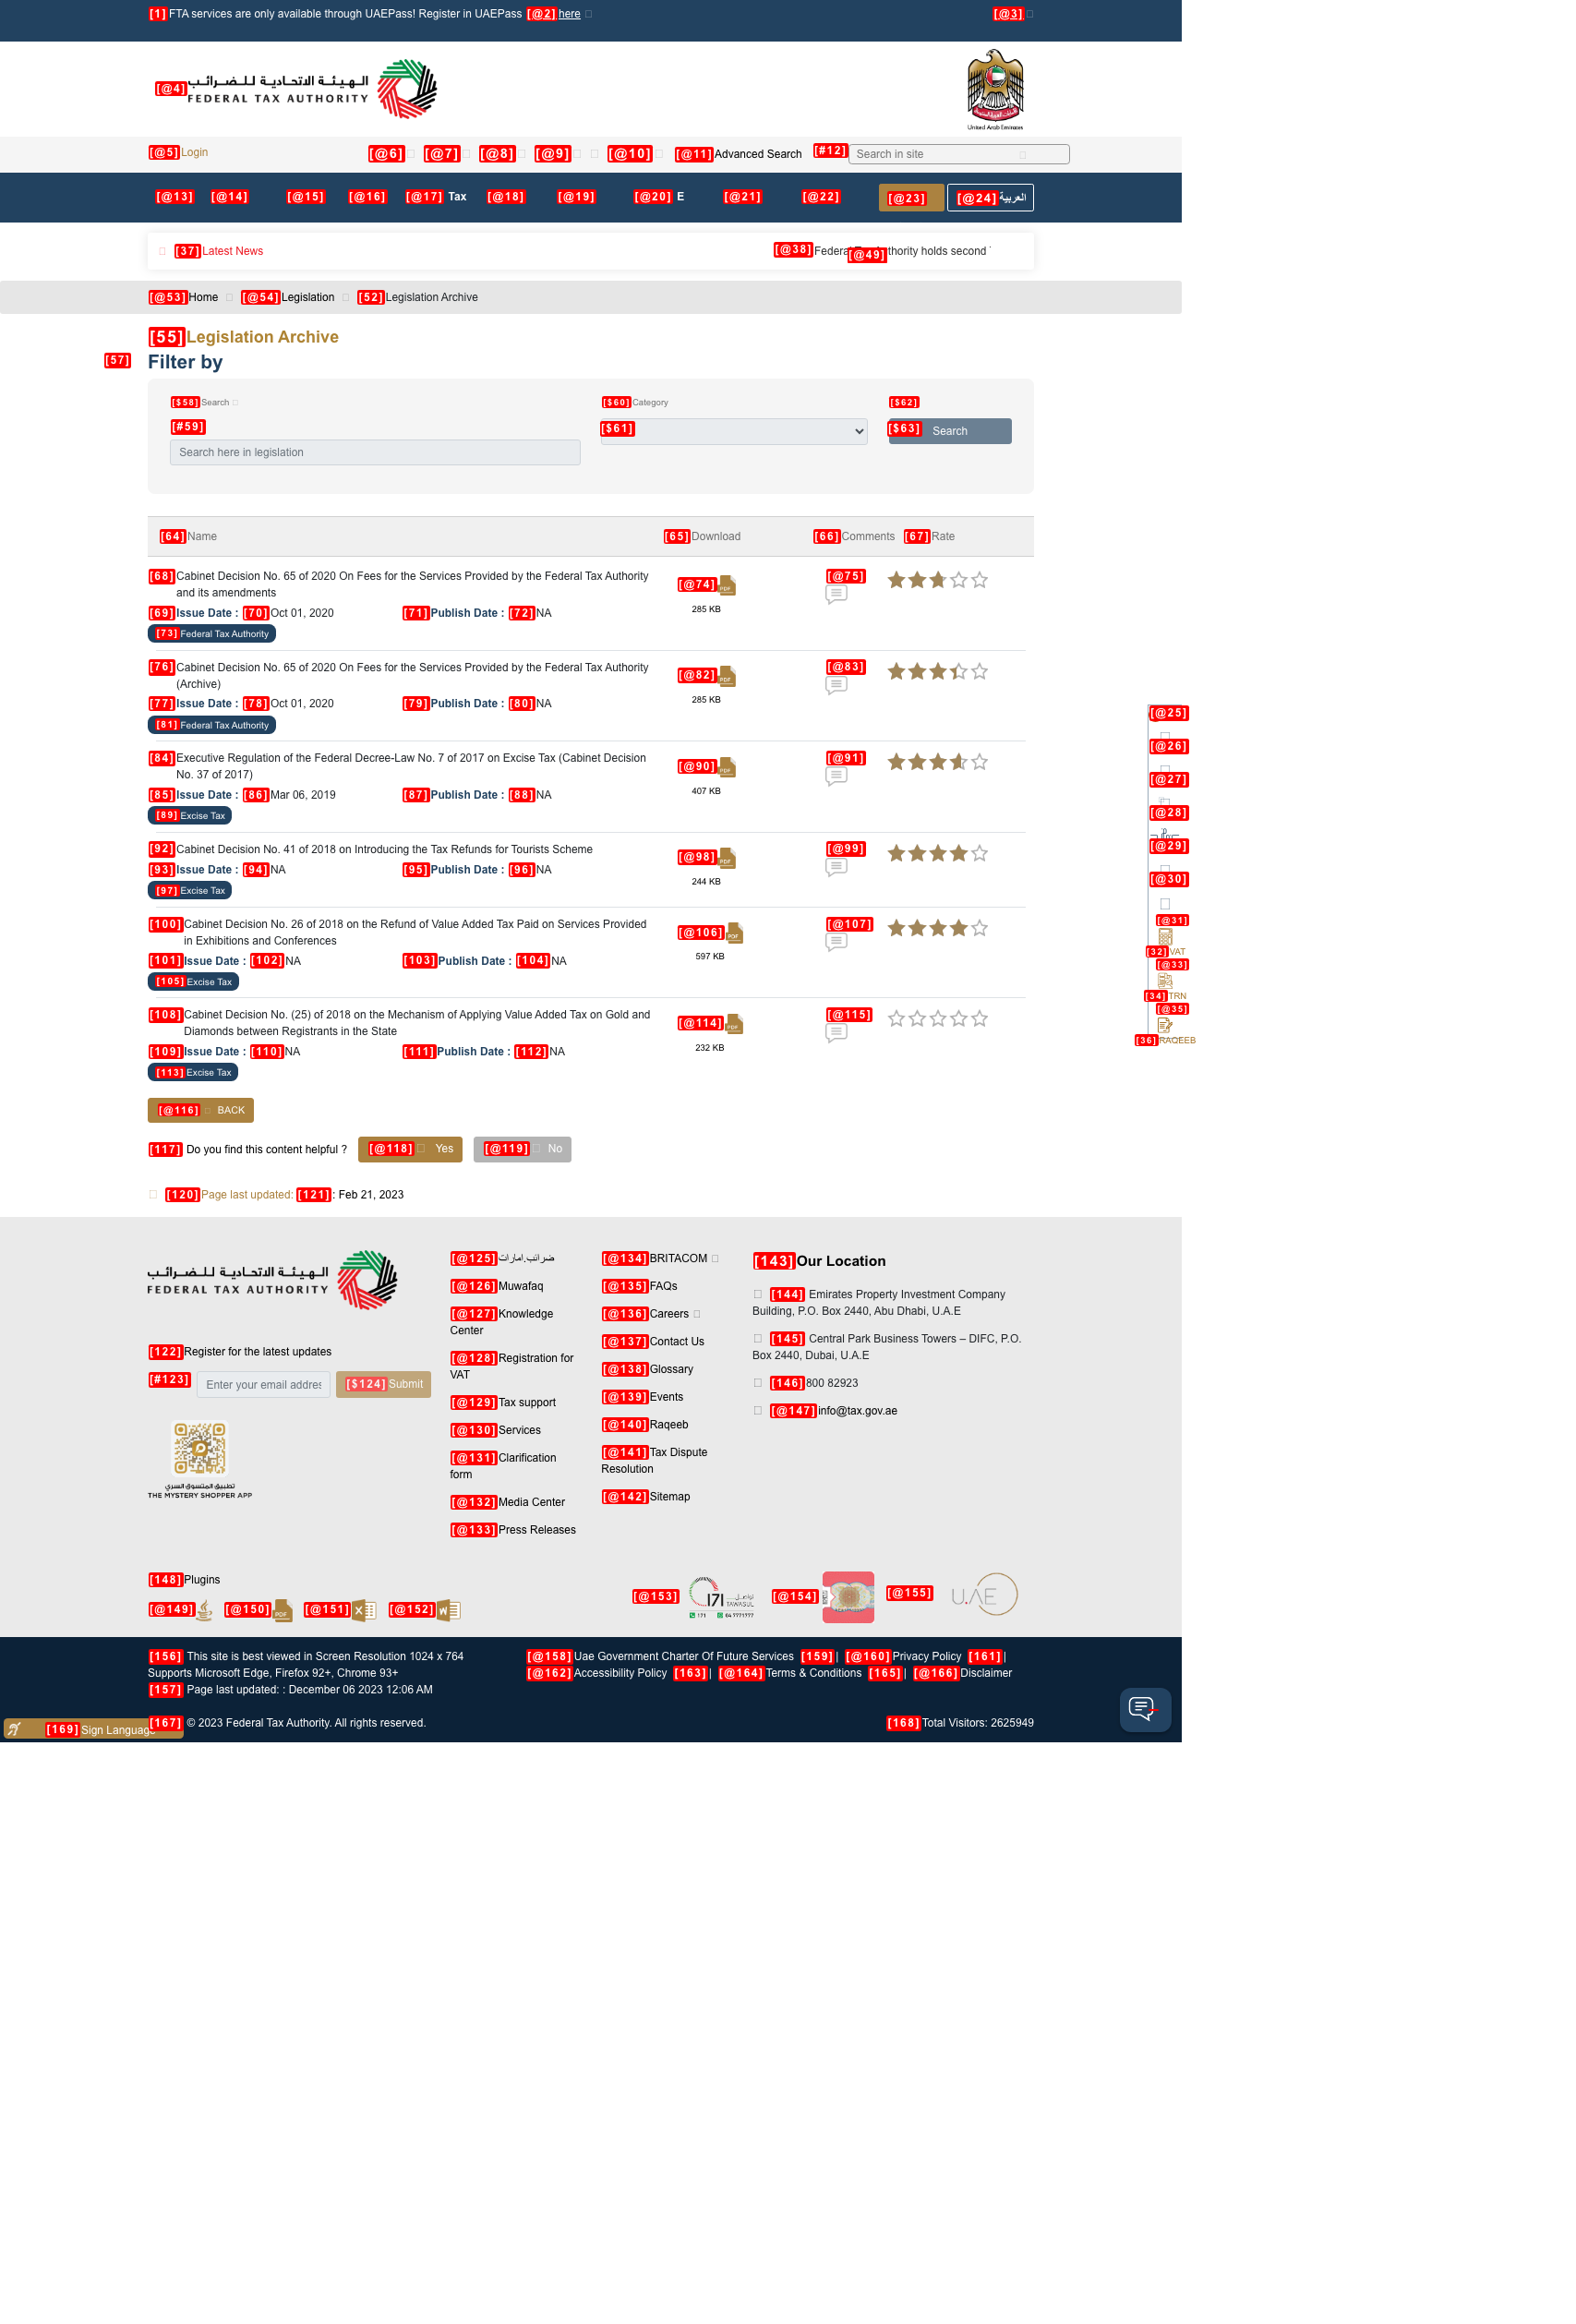 [1] FTA services are only available through UAEPass! Register in UAEPass [@2] here
[@3]
[@4] الهيئة الاتحادية للضرائب
FEDERAL TAX AUTHORITY
United Arab Emirates
[@5] Login [@6] [@7] [@8] [@9] [@10] [@11] Advanced Search [#12] Search in site
[@13] [@14] [@15] [@16] [@17] Tax [@18] [@19] [@20] E [@21] [@22] [@23] [@24] العربية
[37] Latest News [@38] Federal [@49] thority holds second
[@53] Home [@54] Legislation [52] Legislation Archive
[55] Legislation Archive
[57] Filter by
[$58] Search [$60] Category [$62]
[#59] [$61] [$63] Search
Search here in legislation
[64] Name [65] Download [66] Comments [67] Rate
[68] Cabinet Decision No. 65 of 2020 On Fees for the Services Provided by the Federal Tax Authority
and its amendments
[@74] PDF [@75]
285 KB
[69] Issue Date : [70] Oct 01, 2020 [71] Publish Date : [72] NA
[73] Federal Tax Authority
[76] Cabinet Decision No. 65 of 2020 On Fees for the Services Provided by the Federal Tax Authority
(Archive)
[@82] PDF [@83]
285 KB
[77] Issue Date : [78] Oct 01, 2020 [79] Publish Date : [80] NA
[81] Federal Tax Authority
[84] Executive Regulation of the Federal Decree-Law No. 7 of 2017 on Excise Tax (Cabinet Decision
No. 37 of 2017)
[@90] PDF [@91]
407 KB
[85] Issue Date : [86] Mar 06, 2019 [87] Publish Date : [88] NA
[89] Excise Tax
[92] Cabinet Decision No. 41 of 2018 on Introducing the Tax Refunds for Tourists Scheme
[@98] PDF [@99]
244 KB
[93] Issue Date : [94] NA [95] Publish Date : [96] NA
[97] Excise Tax
[100] Cabinet Decision No. 26 of 2018 on the Refund of Value Added Tax Paid on Services Provided
in Exhibitions and Conferences
[@106] PDF [@107]
597 KB
[101] Issue Date : [102] NA [103] Publish Date : [104] NA
[105] Excise Tax
[108] Cabinet Decision No. (25) of 2018 on the Mechanism of Applying Value Added Tax on Gold and
Diamonds between Registrants in the State
[@114] PDF [@115]
232 KB
[109] Issue Date : [110] NA [111] Publish Date : [112] NA
[113] Excise Tax
[@25]
[@26]
[@27]
[@28]
[@29]
[@30]
[@31]
[32] VAT
[@33]
[34] TRN
[@35]
[36] RAQEEB
[@116] BACK
[117] Do you find this content helpful ? [@118] Yes [@119] No
[120] Page last updated: [121] : Feb 21, 2023
الهيئة الاتحادية للضرائب
FEDERAL TAX AUTHORITY
[122] Register for the latest updates
[#123] Enter your email addres [$124] Submit
تطبيق المتسوق السري
THE MYSTERY SHOPPER APP
[@125] ضرائب.امارات
[@126] Muwafaq
[@127] Knowledge
Center
[@128] Registration for
VAT
[@129] Tax support
[@130] Services
[@131] Clarification
form
[@132] Media Center
[@133] Press Releases
[@134] BRITACOM
[@135] FAQs
[@136] Careers
[@137] Contact Us
[@138] Glossary
[@139] Events
[@140] Raqeeb
[@141] Tax Dispute
Resolution
[@142] Sitemap
[143] Our Location
[144] Emirates Property Investment Company
Building, P.O. Box 2440, Abu Dhabi, U.A.E
[145] Central Park Business Towers – DIFC, P.O.
Box 2440, Dubai, U.A.E
[146] 800 82923
[@147] info@tax.gov.ae
[148] Plugins
[@149] [@150] PDF [@151] X [@152] W
[@153] 171 TAWASUL 171 04 7771777 [@154] [@155] U.AE
[156] This site is best viewed in Screen Resolution 1024 x 764
Supports Microsoft Edge, Firefox 92+, Chrome 93+
[157] Page last updated: : December 06 2023 12:06 AM
[@158] Uae Government Charter Of Future Services [159] | [@160] Privacy Policy [161] |
[@162] Accessibility Policy [163] | [@164] Terms & Conditions [165] | [@166] Disclaimer
[169] Sign Language [167] © 2023 Federal Tax Authority. All rights reserved. [168] Total Visitors: 2625949